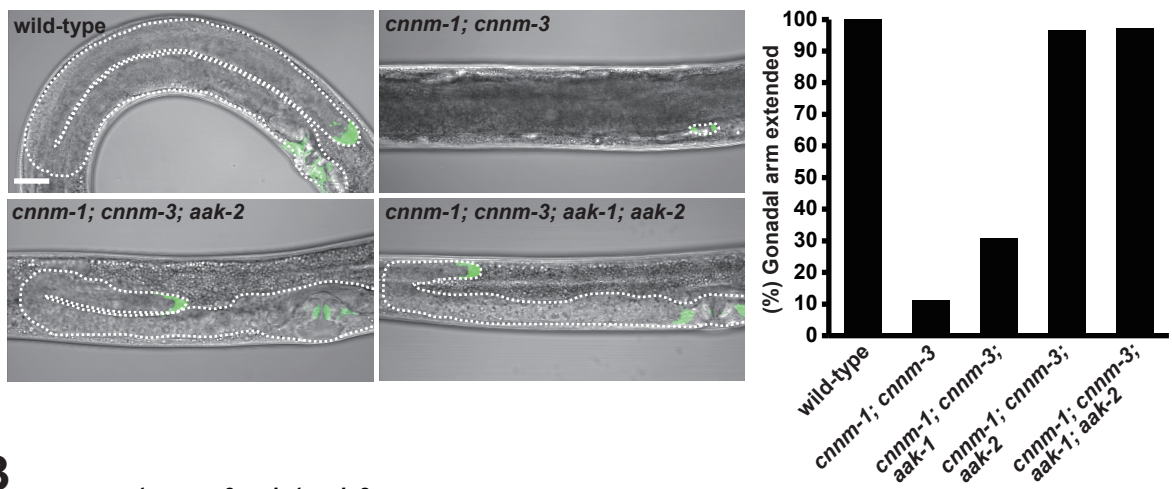 wild-type
cnnm-1; cnnm-3
cnnm-1; cnnm-3; aak-2
cnnm-1; cnnm-3; aak-1; aak-2
(%) Gonadal arm extended
100
90
80
70
60
50
40
30
20
10
0
wild-type
cnnm-1; cnnm-3
cnnm-1; cnnm-3;
aak-1
cnnm-1; cnnm-3;
aak-2
cnnm-1; cnnm-3;
aak-1; aak-2
B